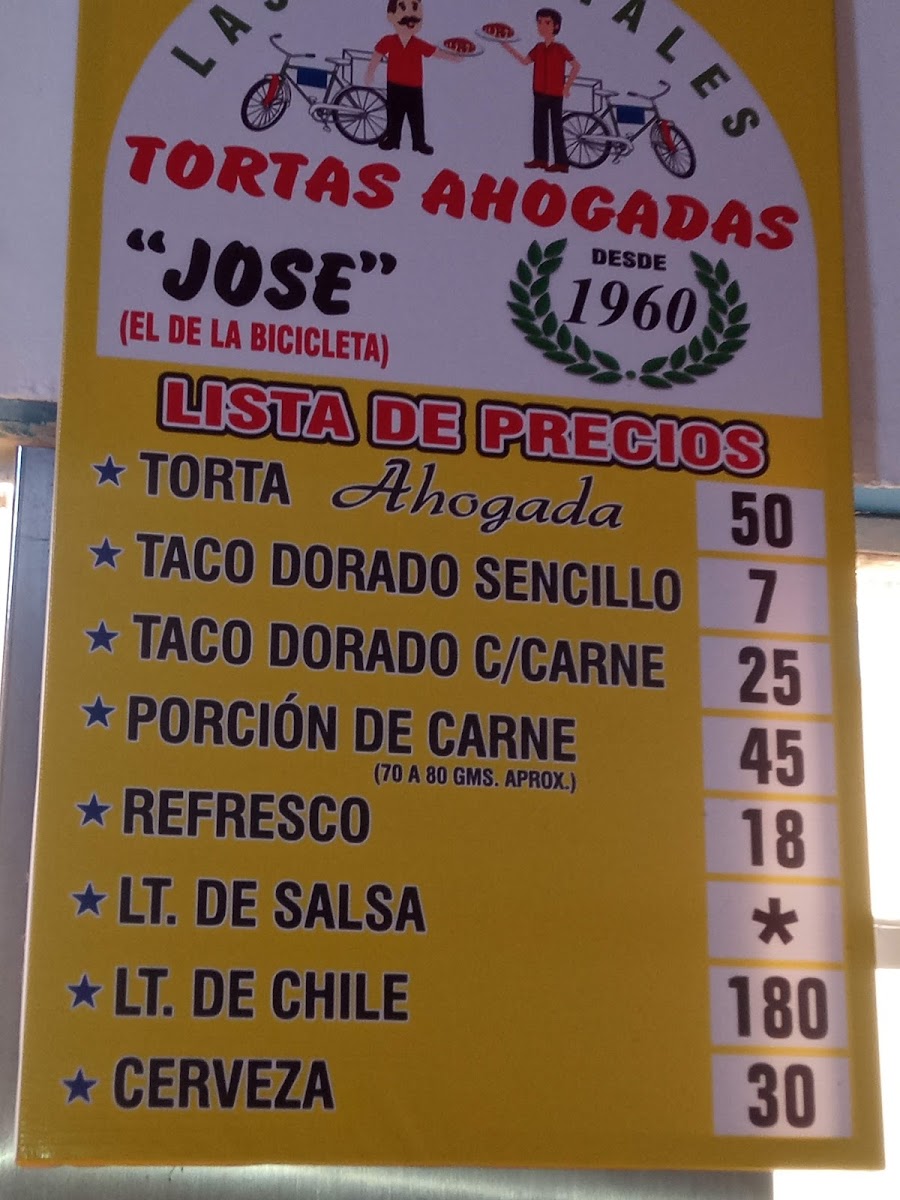 TORTAS AHOGADAS
"JOSE"
(EL DE LA BICICLETA)
DESDE
1960
LISTA DE PRECIOS
TORTA Ahogada 50
TACO DORADO SENCILLO 7
TACO DORADO C/CARNE 25
PORCIÓN DE CARNE 45
(70 A 80 GMS. APROX.)
REFRESCO 18
LT. DE SALSA *
LT. DE CHILE 180
CERVEZA 30